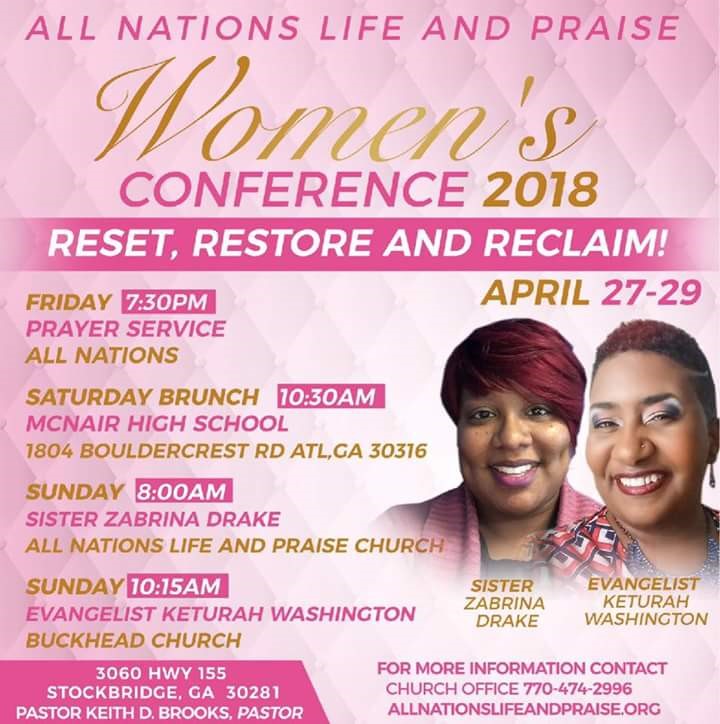 ALL NATIONS LIFE AND PRAISE
Women's
CONFERENCE 2018
RESET, RESTORE AND RECLAIM!
APRIL 27-29
FRIDAY 7:30PM
PRAYER SERVICE
ALL NATIONS
SATURDAY BRUNCH 10:30AM
MCNAIR HIGH SCHOOL
1804 BOULDERCREST RD ATL,GA 30316
SUNDAY 8:00AM
SISTER ZABRINA DRAKE
ALL NATIONS LIFE AND PRAISE CHURCH
SUNDAY 10:15AM
EVANGELIST KETURAH WASHINGTON
BUCKHEAD CHURCH
SISTER
ZABRINA
DRAKE
EVANGELIST
KETURAH
WASHINGTON
3060 HWY 155
STOCKBRIDGE, GA 30281
PASTOR KEITH D. BROOKS, PASTOR
FOR MORE INFORMATION CONTACT
CHURCH OFFICE 770-474-2996
ALLNATIONSLIFEANDPRAISE.ORG